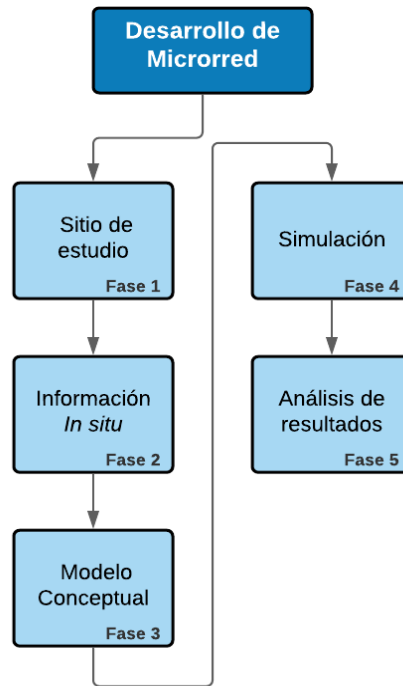 Desarrollo de
Microrred
Sitio de
estudio
Fase 1
Información
In situ
Fase 2
Modelo
Conceptual
Fase 3
Simulación
Fase 4
Análisis de
resultados
Fase 5